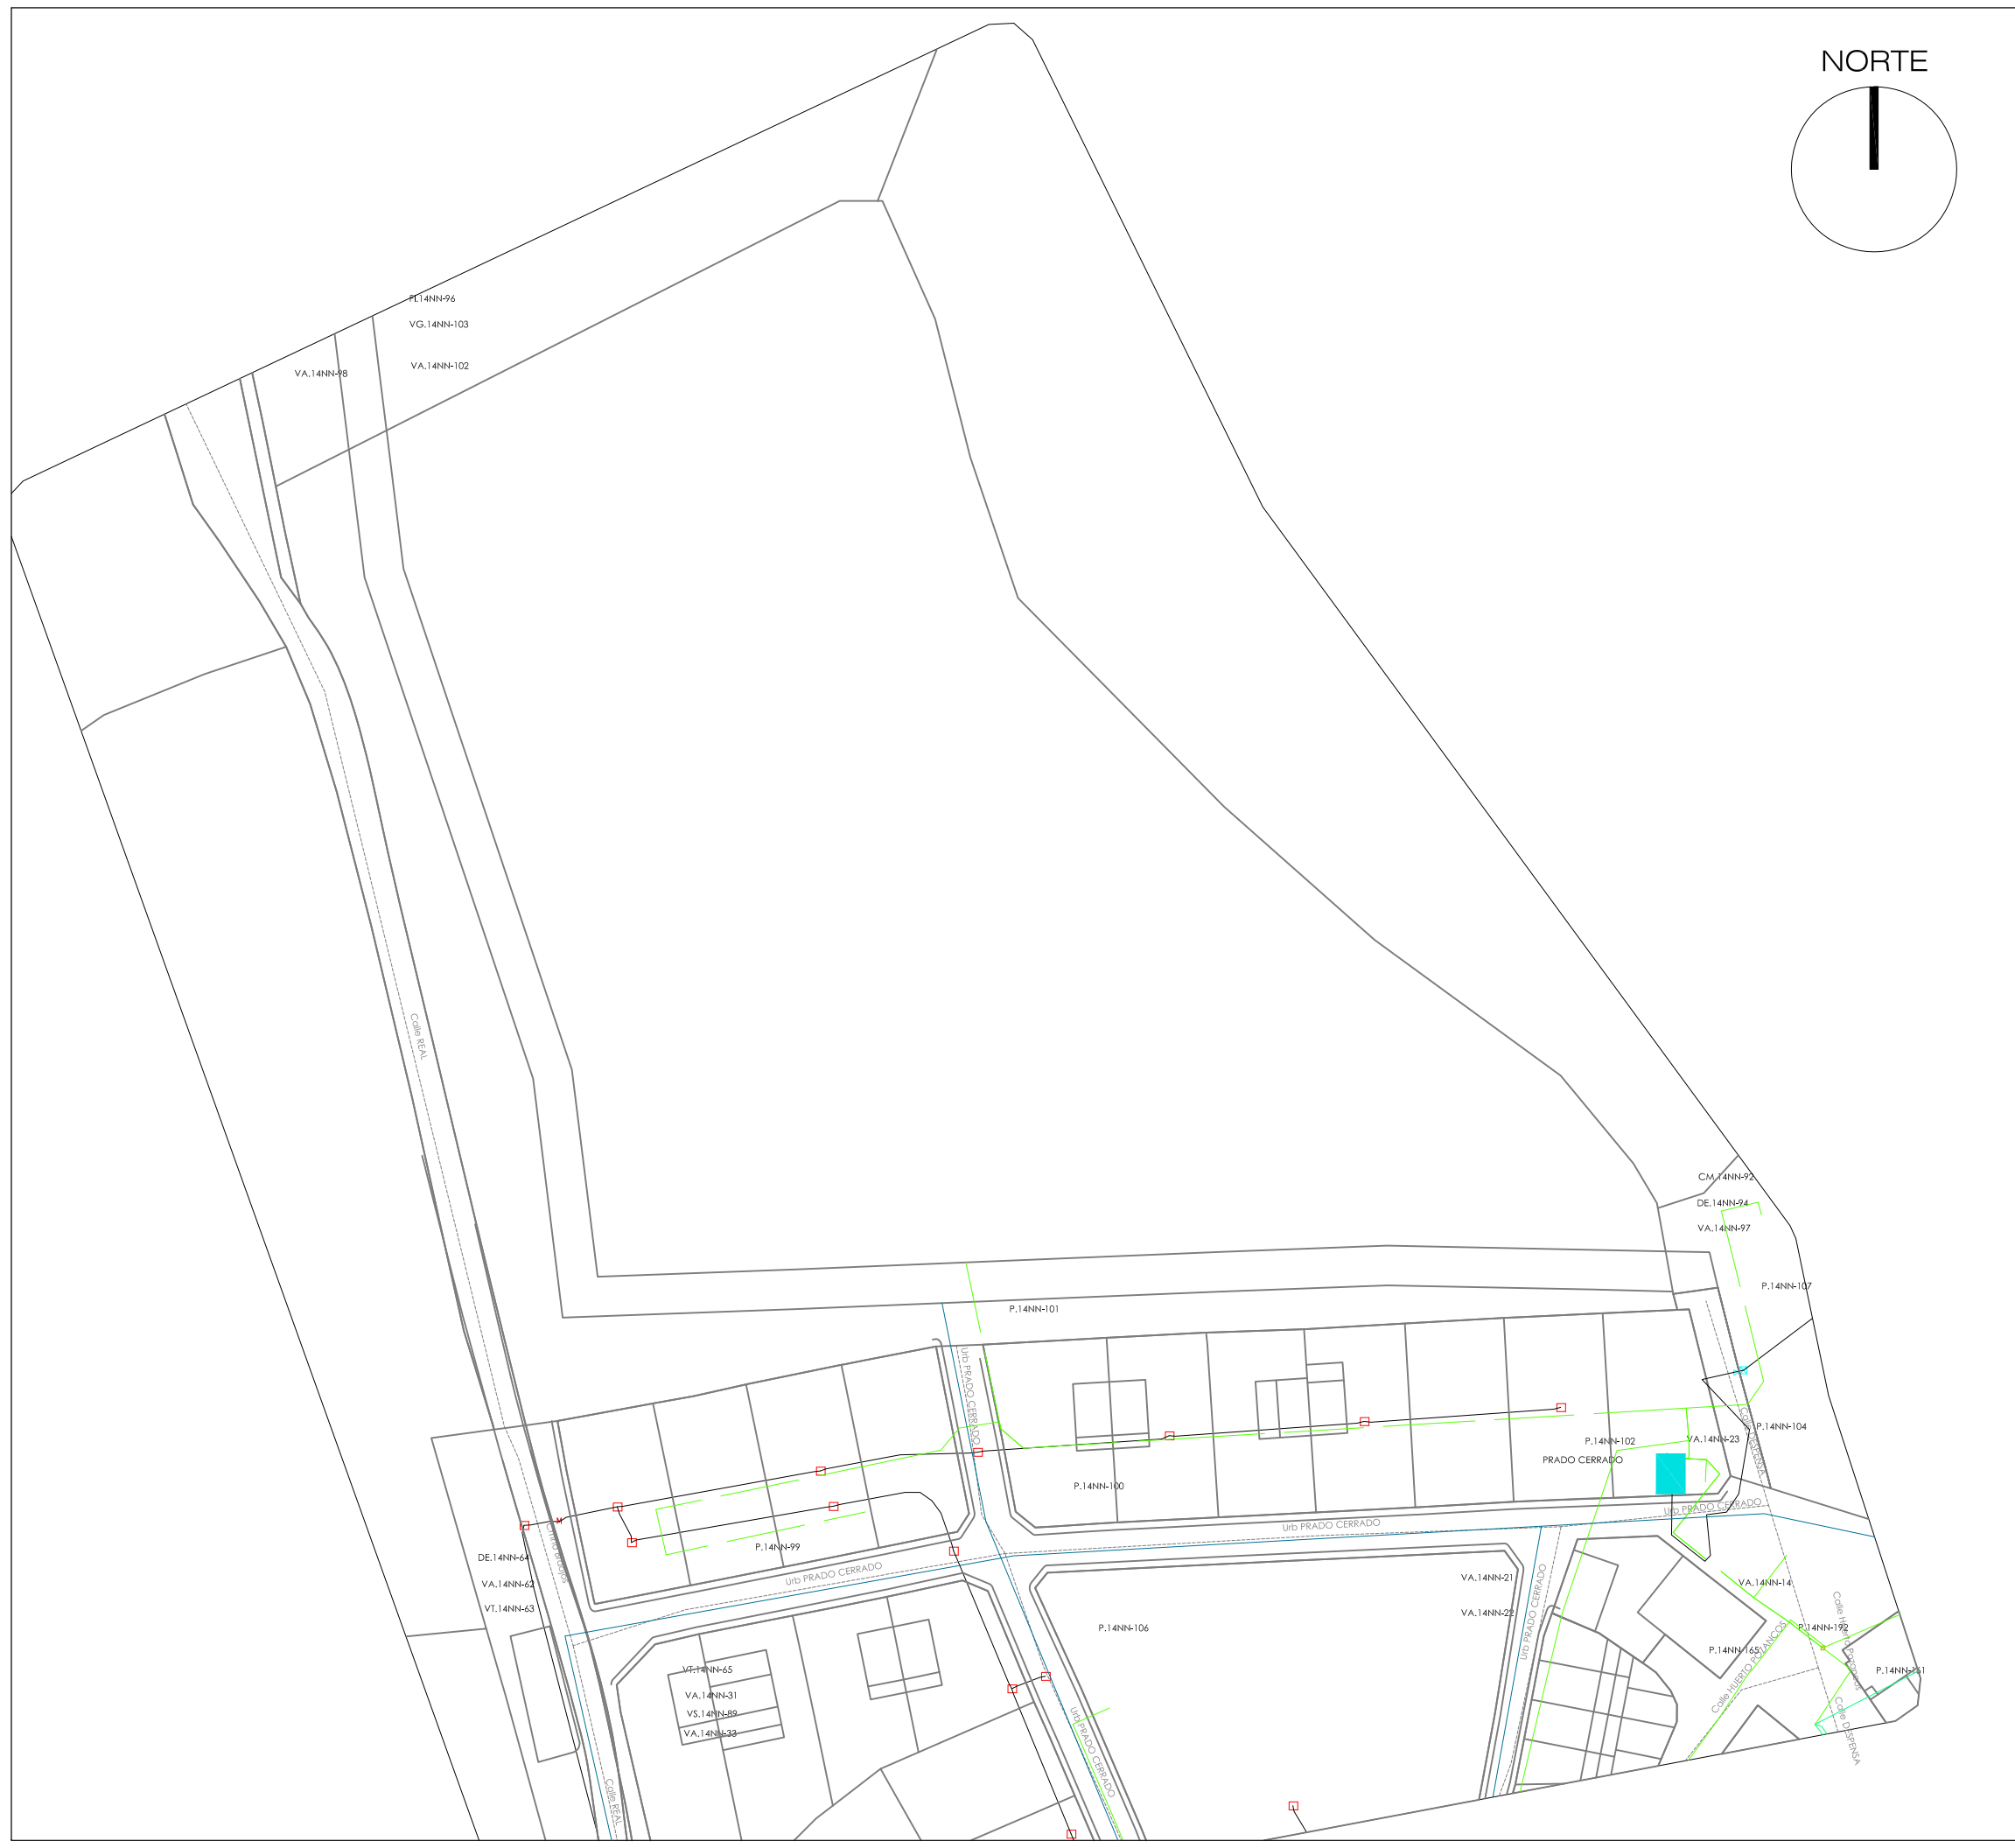 NORTE
PI.14NN-96
VG.14NN-103
VA.14NN-102
VA.14NN-98
Calle REAL
CM.14NN-92
DE.14NN-94
VA.14NN-97
P.14NN-107
P.14NN-101
Urb PRADO CERRADO
P.14NN-104
Calle DESPENSA
P.14NN-102
VA.14NN-23
PRADO CERRADO
P.14NN-100
Urb PRADO CERRADO
Urb PRADO CERRADO
M
P.14NN-99
DE.14NN-64
VA.14NN-62
VT.14NN-63
Urb PRADO CERRADO
VA.14NN-21
VA.14NN-22
Urb PRADO CERRADO
VA.14NN-14
P.14NN-106
P.14NN-192
P.14NN-165
P.14NN-161
Calle HUERTO POZANCOS
Calle DESPENSA
VT.14NN-65
VA.14NN-31
VS.14NN-89
VA.14NN-33
Urb PRADO CERRADO
Calle REAL